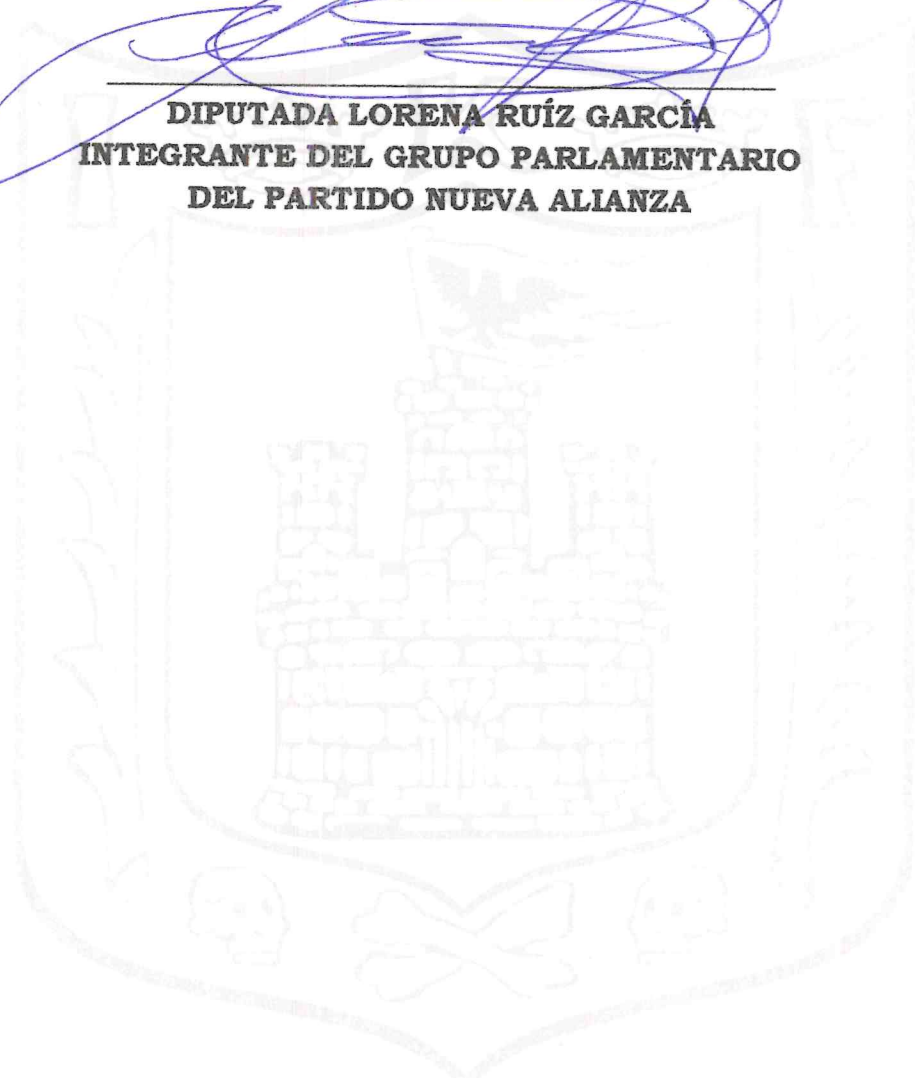 DIPUTADA LORENA RUÍZ GARCÍA
INTEGRANTE DEL GRUPO PARLAMENTARIO
DEL PARTIDO NUEVA ALIANZA